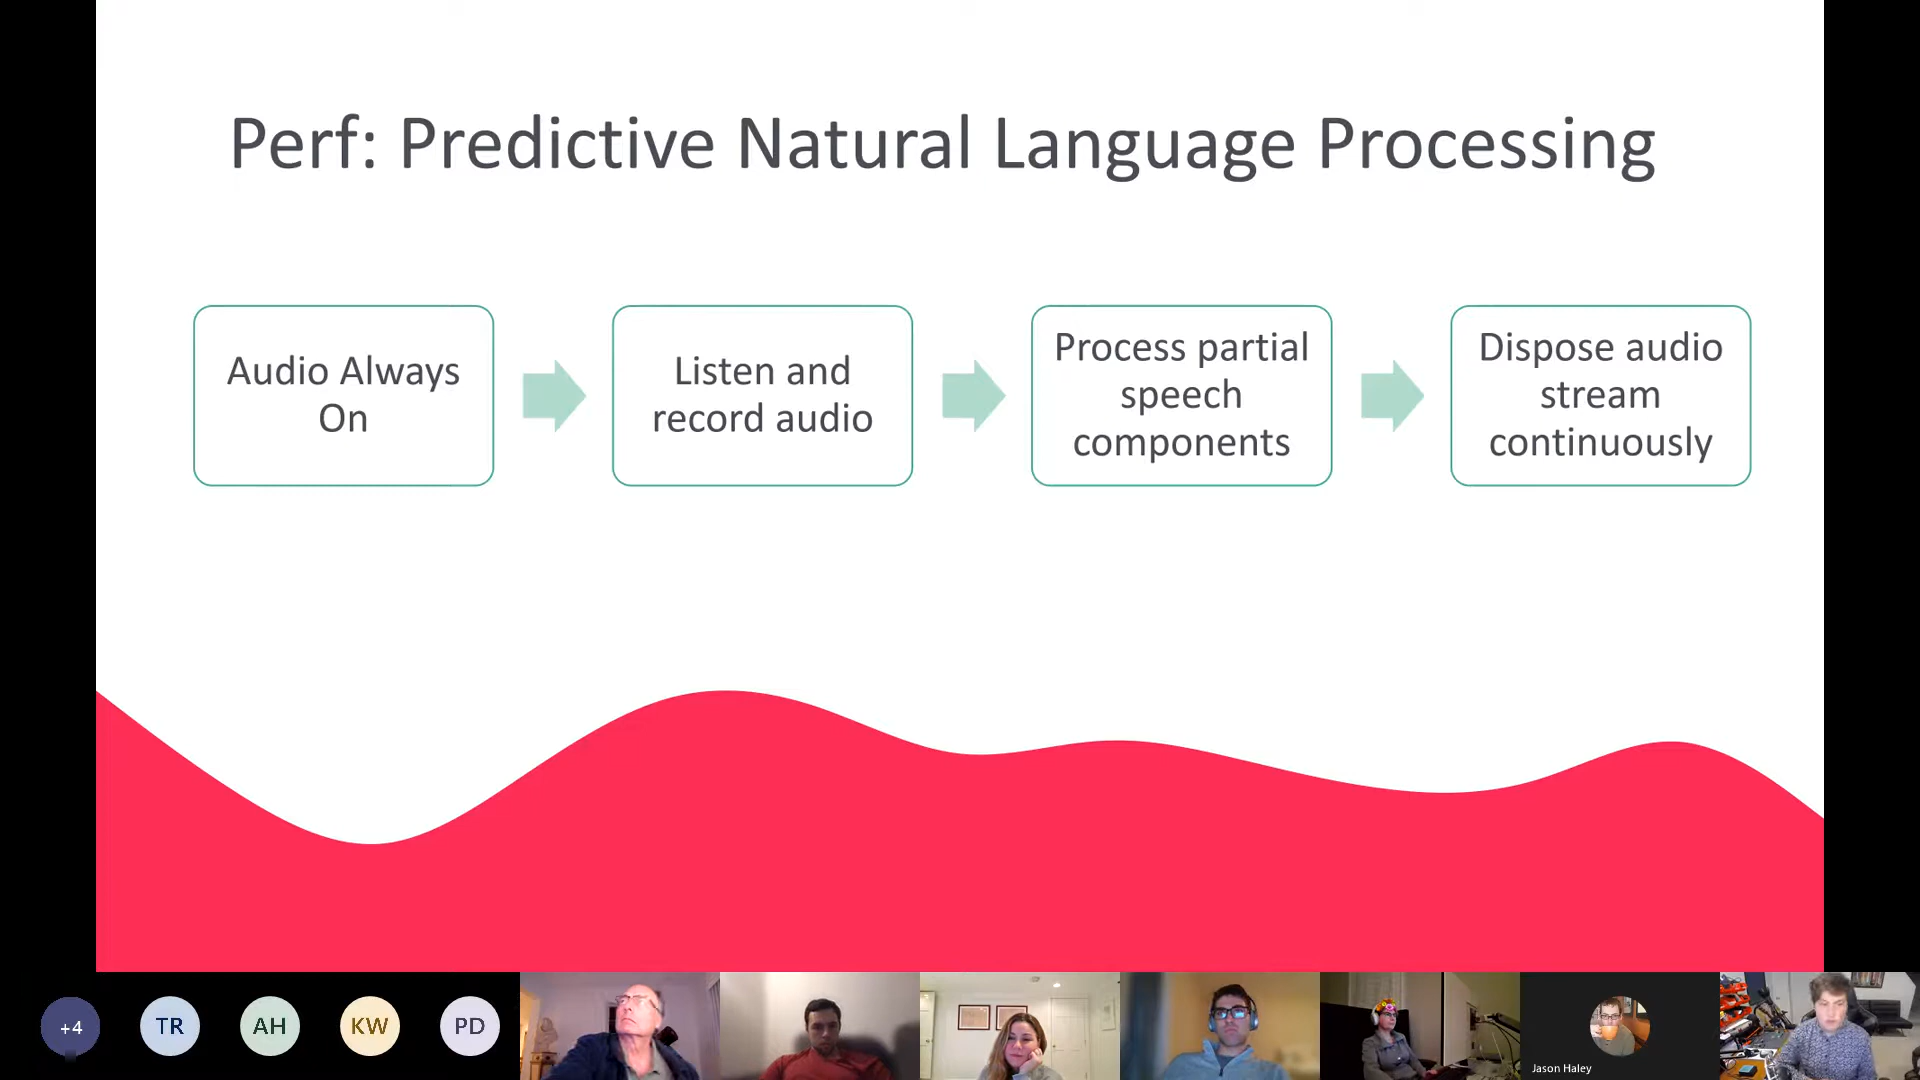 Perf: Predictive Natural Language Processing
Audio Always
On
Listen and
record audio
Process partial
speech
components
Dispose audio
stream
continuously
+4
TR
AH
KW
PD
Jason Haley